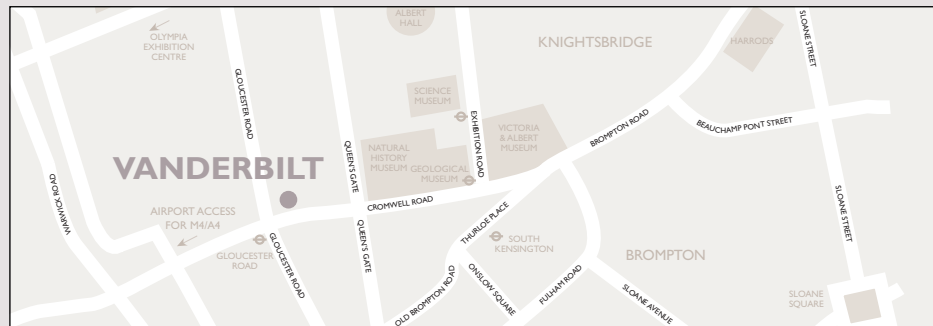 ALBERT
HALL
OLYMPIA
EXHIBITION
CENTRE
KNIGHTSBRIDGE
HARRODS
SLOANE STREET
GLOUCESTER ROAD
SCIENCE
MUSEUM
EXHIBITION ROAD
VICTORIA
& ALBERT
MUSEUM
BROMPTON ROAD
BEAUCHAMP PONT STREET
QUEEN'S GATE
NATURAL
HISTORY
MUSEUM
GEOLOGICAL
MUSEUM
VANDERBILT
WARWICK ROAD
CROMWELL ROAD
SLOANE STREET
AIRPORT ACCESS
FOR M4/A4
THURLOE PLACE
GLOUCESTER
ROAD
GLOUCESTER ROAD
QUEEN'S GATE
SOUTH
KENSINGTON
BROMPTON
OLD BROMPTON ROAD
ONSLOW SQUARE
FULHAM ROAD
SLOANE AVENUE
SLOANE
SQUARE